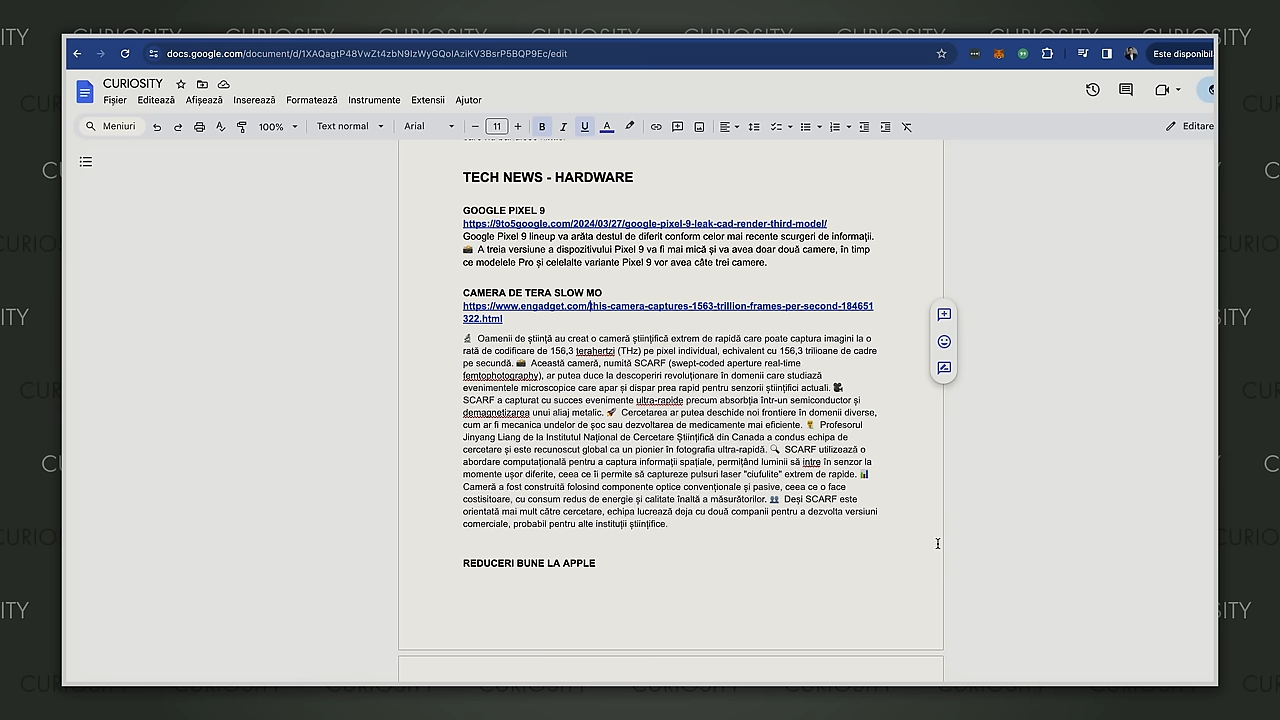 CURIOSITY CURIOSITY CURIOSITY CURIOSITY
docs.google.com/document/d/1XAQagtP48VwZt4zbN9IzWyGQoIAziKV3BsrP5BQP9Ec/edit
Este disponibil
CURIOSITY
Fișier Editează Afișează Inserează Formatează Instrumente Extensii Ajutor
Meniuri 100% Text normal Arial 11 B I U A Editare
TECH NEWS - HARDWARE
GOOGLE PIXEL 9
https://9to5google.com/2024/03/27/google-pixel-9-leak-cad-render-third-model/
Google Pixel 9 lineup va arăta destul de diferit conform celor mai recente scurgeri de informații.
📸 A treia versiune a dispozitivului Pixel 9 va fi mai mică și va avea doar două camere, în timp
ce modelele Pro și celelalte variante Pixel 9 vor avea câte trei camere.
CAMERA DE TERA SLOW MO
https://www.engadget.com/this-camera-captures-1563-trillion-frames-per-second-184651
322.html
🔬 Oamenii de știință au creat o cameră științifică extrem de rapidă care poate captura imagini la o
rată de codificare de 156,3 terahertzi (THz) pe pixel individual, echivalent cu 156,3 trilioane de cadre
pe secundă. 📸 Această cameră, numită SCARF (swept-coded aperture real-time
femtophotography), ar putea duce la descoperiri revoluționare în domenii care studiază
evenimentele microscopice care apar și dispar prea rapid pentru senzorii științifici actuali. 🎥
SCARF a capturat cu succes evenimente ultra-rapide precum absorbția într-un semiconductor și
demagnetizarea unui aliaj metalic. 🚀 Cercetarea ar putea deschide noi frontiere în domenii diverse,
cum ar fi mecanica undelor de șoc sau dezvoltarea de medicamente mai eficiente. Profesorul
Jinyang Liang de la Institutul Național de Cercetare Științifică din Canada a condus echipa de
cercetare și este recunoscut global ca un pionier în fotografia ultra-rapidă. 🔍 SCARF utilizează o
abordare computațională pentru a captura informații spațiale, permițând luminii să intre în senzor la
momente ușor diferite, ceea ce îi permite să captureze pulsuri laser "ciufulite" extrem de rapide. 📊
Cameră a fost construită folosind componente optice convenționale și pasive, ceea ce o face
costisitoare, cu consum redus de energie și calitate înaltă a măsurătorilor. 👥 Deși SCARF este
orientată mai mult către cercetare, echipa lucrează deja cu două companii pentru a dezvolta versiuni
comerciale, probabil pentru alte instituții științifice.
REDUCERI BUNE LA APPLE